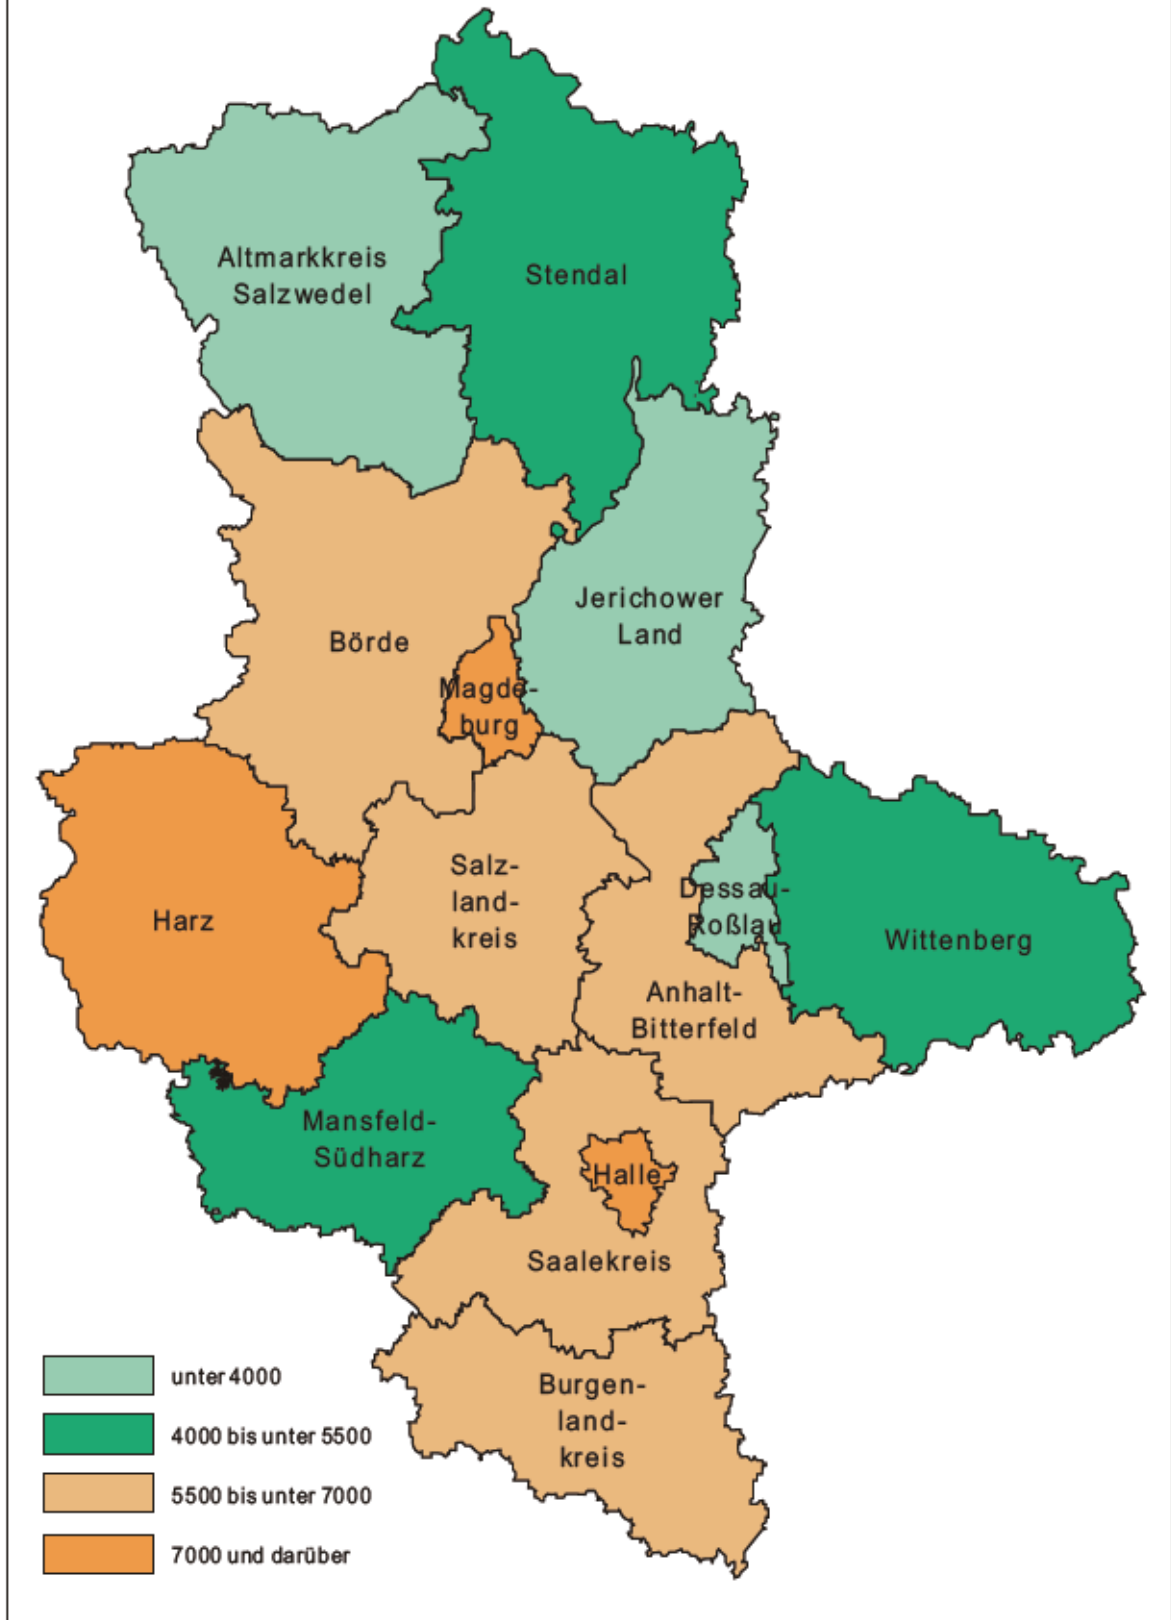 Altmarkkreis
Salzwedel
Stendal
Jerichower
Land
Börde
Magde-
burg
Salz-
land-
kreis
Dessau-
Roßlau
Harz
Wittenberg
Anhalt-
Bitterfeld
Mansfeld-
Südharz
Halle
Saalekreis
Burgen-
land-
kreis
unter 4000
4000 bis unter 5500
5500 bis unter 7000
7000 und darüber